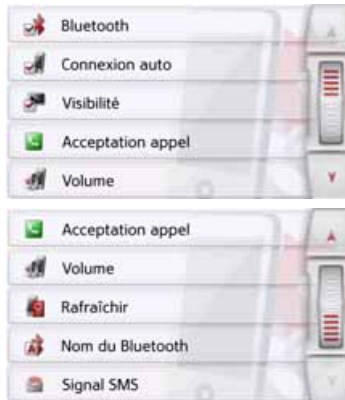 Bluetooth
Connexion auto
Visibilité
Acceptation appel
Volume
Acceptation appel
Volume
Rafraîchir
Nom du Bluetooth
Signal SMS